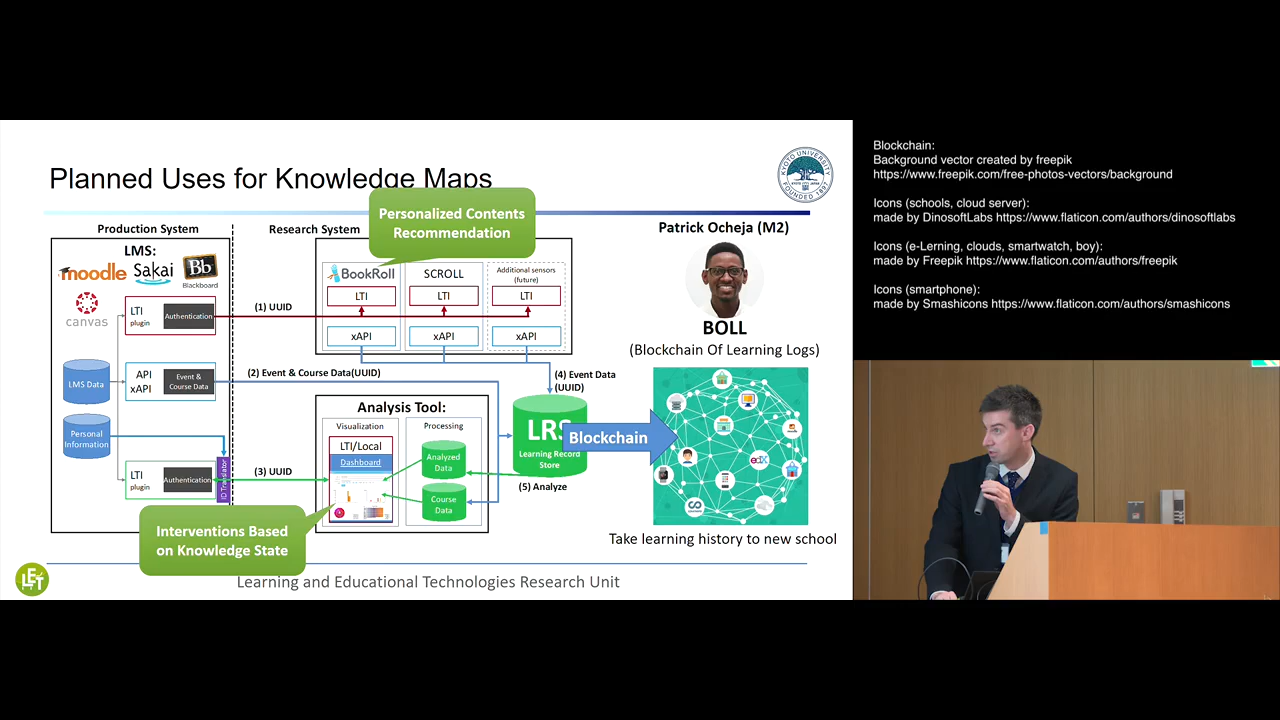 Planned Uses for Knowledge Maps
KYOTO UNIVERSITY
FOUNDED 1897
Personalized Contents
Recommendation
Production System
Research System
Patrick Ocheja (M2)
LMS:
moodle
Sakai
Bb
Blackboard
canvas
BookRoll
SCROLL
Additional sensors
(future)
LTI
plugin
Authentication
(1) UUID
LTI
LTI
LTI
xAPI
xAPI
xAPI
BOLL
(Blockchain Of Learning Logs)
LMS Data
API
xAPI
Event &
Course Data
(2) Event & Course Data(UUID)
(4) Event Data
(UUID)
Analysis Tool:
Visualization
Processing
LTI/Local
Dashboard
Analyzed
Data
Course
Data
LRS
Learning Record
Store
Blockchain
edX
Personal
Information
LTI
plugin
Authentication
ID Translator
(3) UUID
(5) Analyze
Interventions Based
on Knowledge State
Take learning history to new school
LET
Learning and Educational Technologies Research Unit
Blockchain:
Background vector created by freepik
https://www.freepik.com/free-photos-vectors/background
Icons (schools, cloud server):
made by DinosoftLabs https://www.flaticon.com/authors/dinosoftlabs
Icons (e-Lerning, clouds, smartwatch, boy):
made by Freepik https://www.flaticon.com/authors/freepik
Icons (smartphone):
made by Smashicons https://www.flaticon.com/authors/smashicons